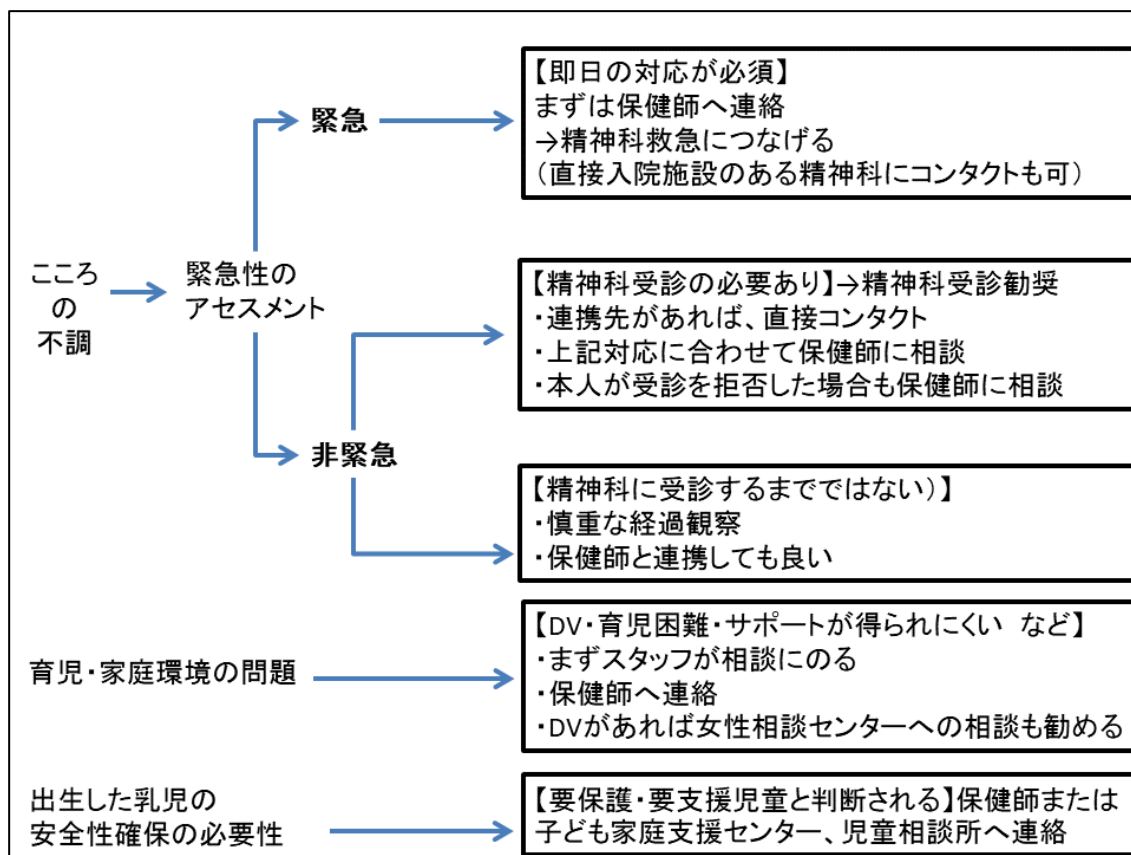 こころ
の
不調
緊急性の
アセスメント
緊急
【即日の対応が必須】
まずは保健師へ連絡
→精神科救急につなげる
（直接入院施設のある精神科にコンタクトも可）
非緊急
【精神科受診の必要あり】→精神科受診勧奨
・連携先があれば、直接コンタクト
・上記対応に合わせて保健師に相談
・本人が受診を拒否した場合も保健師に相談
【精神科に受診するまでではない）】
・慎重な経過観察
・保健師と連携しても良い
育児・家庭環境の問題
【DV・育児困難・サポートが得られにくい など】
・まずスタッフが相談にのる
・保健師へ連絡
・DVがあれば女性相談センターへの相談も勧める
出生した乳児の
安全性確保の必要性
【要保護・要支援児童と判断される】保健師または
子ども家庭支援センター、児童相談所へ連絡